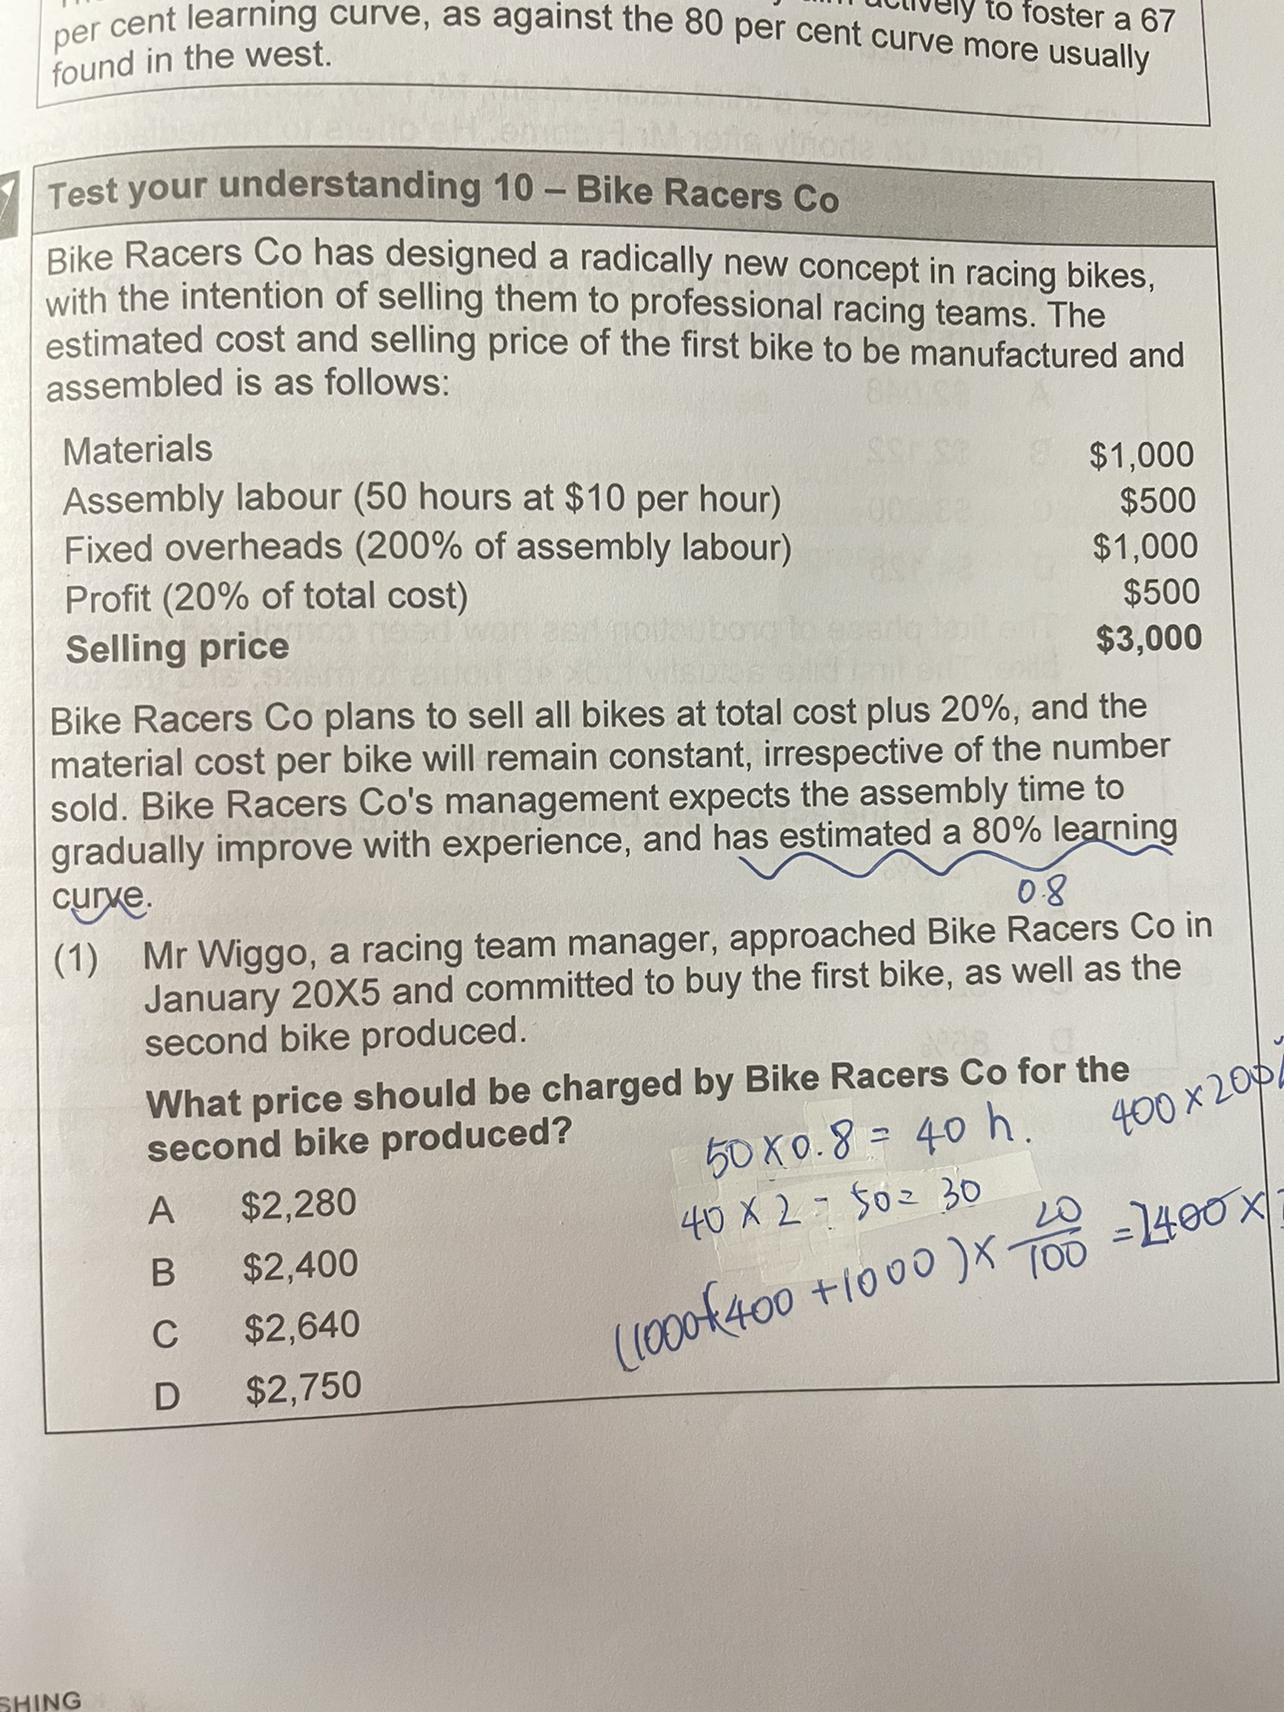 actively to foster a 67
per cent learning curve, as against the 80 per cent curve more usually
found in the west.
Test your understanding 10 – Bike Racers Co
Bike Racers Co has designed a radically new concept in racing bikes,
with the intention of selling them to professional racing teams. The
estimated cost and selling price of the first bike to be manufactured and
assembled is as follows:
Materials $1,000
Assembly labour (50 hours at $10 per hour) $500
Fixed overheads (200% of assembly labour) $1,000
Profit (20% of total cost) $500
Selling price $3,000
Bike Racers Co plans to sell all bikes at total cost plus 20%, and the
material cost per bike will remain constant, irrespective of the number
sold. Bike Racers Co's management expects the assembly time to
gradually improve with experience, and has estimated a 80% learning
curve.
0.8
(1) Mr Wiggo, a racing team manager, approached Bike Racers Co in
January 20X5 and committed to buy the first bike, as well as the
second bike produced.
What price should be charged by Bike Racers Co for the
second bike produced?
400 x 200%
50 x 0.8 = 40 h.
40 x 2 - 50 = 30
(1000+(400 +1000) x 20/100 = 2400 x
A $2,280
B $2,400
C $2,640
D $2,750
SHING